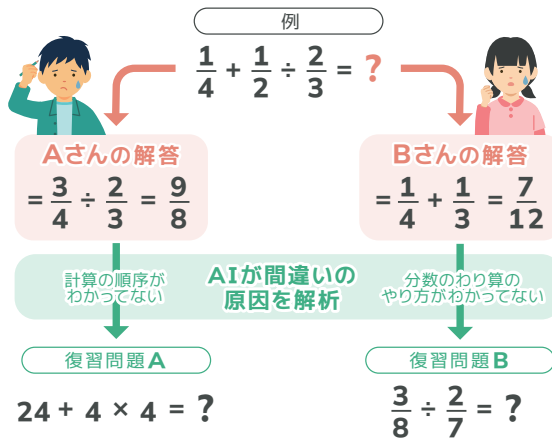 例
1/4 + 1/2 ÷ 2/3 = ?
Aさんの解答
= 3/4 ÷ 2/3 = 9/8
Bさんの解答
= 1/4 + 1/3 = 7/12
AIが間違いの
原因を解析
計算の順序が
わかってない
分数のわり算の
やり方がわかってない
復習問題A
24 + 4 × 4 = ?
復習問題B
3/8 ÷ 2/7 = ?